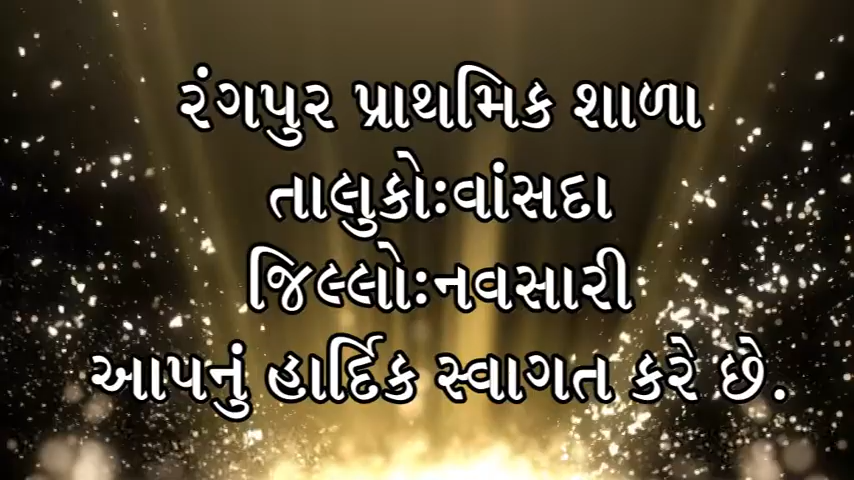 રંગપુર પ્રાથમિક શાળા
તાલુકોઃવાંસદા
જિલ્લોઃનવસારી
આપનું હાર્દિક સ્વાગત કરે છે.